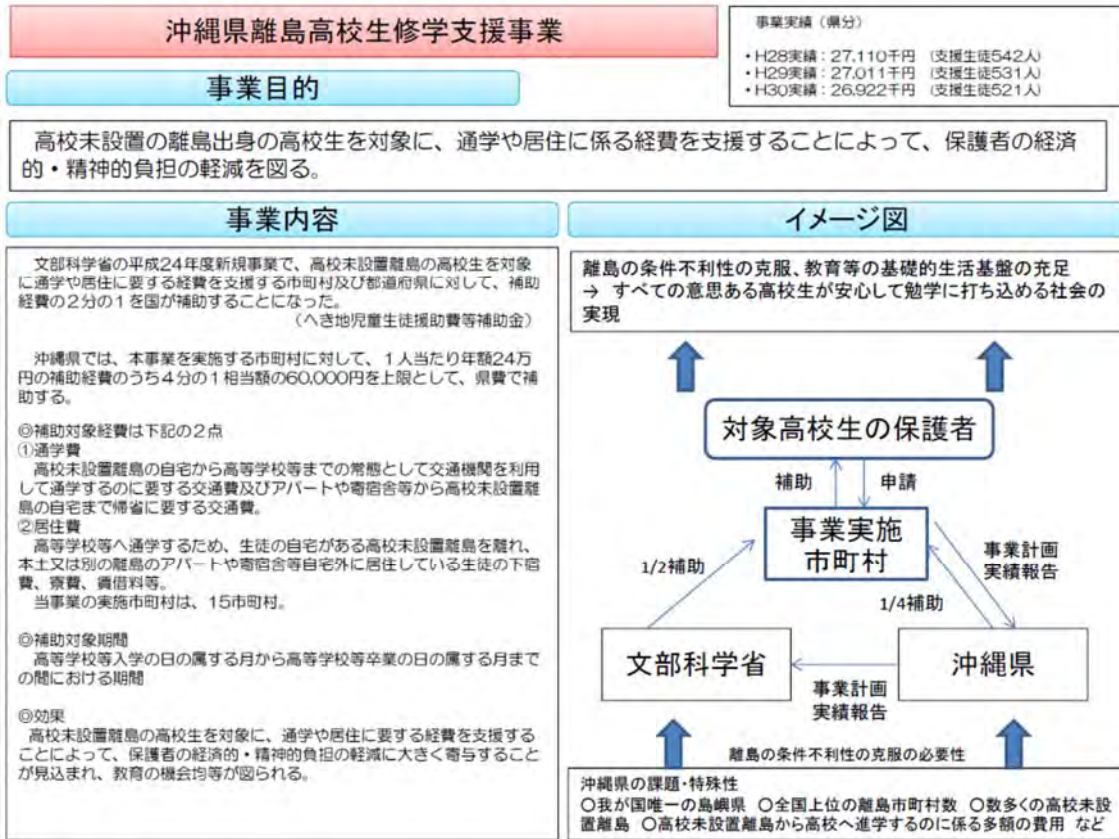 沖縄県離島高校生修学支援事業
事業実績（県分）
・H28実績：27,110千円　（支援生徒542人）
・H29実績：27,011千円　（支援生徒531人）
・H30実績：26,922千円　（支援生徒521人）
事業目的
高校未設置の離島出身の高校生を対象に、通学や居住に係る経費を支援することによって、保護者の経済
的・精神的負担の軽減を図る。
事業内容
文部科学省の平成24年度新規事業で、高校未設置離島の高校生を対象
に通学や居住に要する経費を支援する市町村及び都道府県に対して、補助
経費の２分の１を国が補助することになった。
（へき地児童生徒援助費等補助金）
沖縄県では、本事業を実施する市町村に対して、１人当たり年額24万
円の補助経費のうち４分の１相当額の60,000円を上限として、県費で補
助する。
◎補助対象経費は下記の２点
①通学費
高校未設置離島の自宅から高等学校等までの常態として交通機関を利用
して通学するのに要する交通費及びアパートや寄宿舎等から高校未設置離
島の自宅まで帰省に要する交通費。
②居住費
高等学校等へ通学するため、生徒の自宅がある高校未設置離島を離れ、
本土又は別の離島のアパートや寄宿舎等自宅外に居住している生徒の下宿
費、寮費、賃借料等。
当事業の実施市町村は、15市町村。
◎補助対象期間
高等学校等入学の日の属する月から高等学校等卒業の日の属する月まで
の間における期間
◎効果
高校未設置離島の高校生を対象に、通学や居住に要する経費を支援する
ことによって、保護者の経済的・精神的負担の軽減に大きく寄与すること
が見込まれ、教育の機会均等が図られる。
イメージ図
離島の条件不利性の克服、教育等の基礎的生活基盤の充足
→ すべての意思ある高校生が安心して勉学に打ち込める社会の
実現
対象高校生の保護者
補助
申請
事業実施
市町村
1/2補助
事業計画
実績報告
1/4補助
文部科学省
沖縄県
事業計画
実績報告
離島の条件不利性の克服の必要性
沖縄県の課題・特殊性
○我が国唯一の島嶼県　○全国上位の離島市町村数　○数多くの高校未設
置離島　○高校未設置離島から高校へ進学するのに係る多額の費用　など